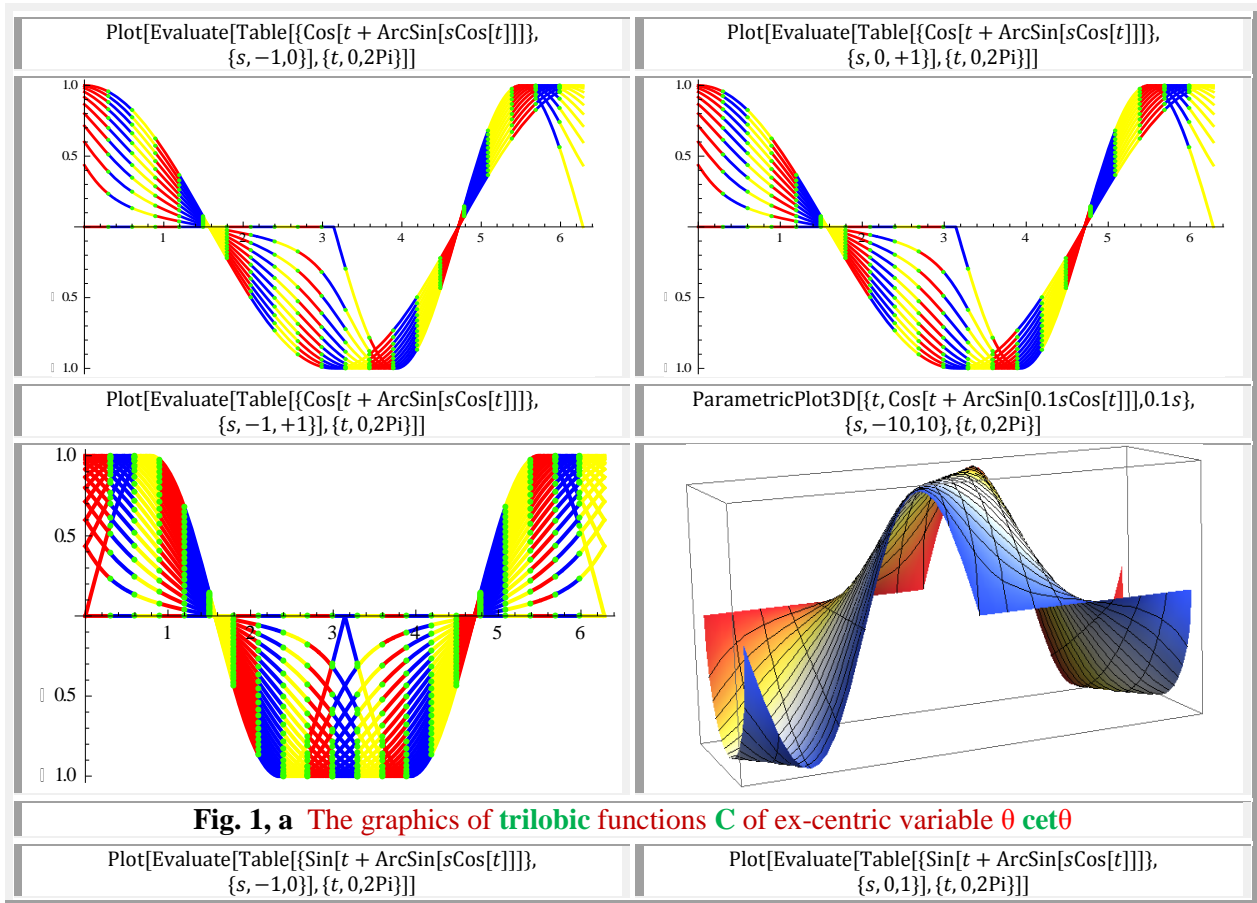 Plot[Evaluate[Table[{Cos[t + ArcSin[sCos[t]]]},
{s, −1,0}], {t, 0,2Pi}]]
Plot[Evaluate[Table[{Cos[t + ArcSin[sCos[t]]]},
{s, 0, +1}], {t, 0,2Pi}]]
1.0
0.5
1 2 3 4 5 6
0.5
1.0
1.0
0.5
1 2 3 4 5 6
0.5
1.0
Plot[Evaluate[Table[{Cos[t + ArcSin[sCos[t]]]},
{s, −1, +1}], {t, 0,2Pi}]]
ParametricPlot3D[{t, Cos[t + ArcSin[0.1sCos[t]]],0.1s},
{s, −10,10}, {t, 0,2Pi}]
1.0
0.5
1 2 3 4 5 6
0.5
1.0
Fig. 1, a The graphics of trilobic functions C of ex-centric variable θ cetθ
Plot[Evaluate[Table[{Sin[t + ArcSin[sCos[t]]]},
{s, −1,0}], {t, 0,2Pi}]]
Plot[Evaluate[Table[{Sin[t + ArcSin[sCos[t]]]},
{s, 0,1}], {t, 0,2Pi}]]